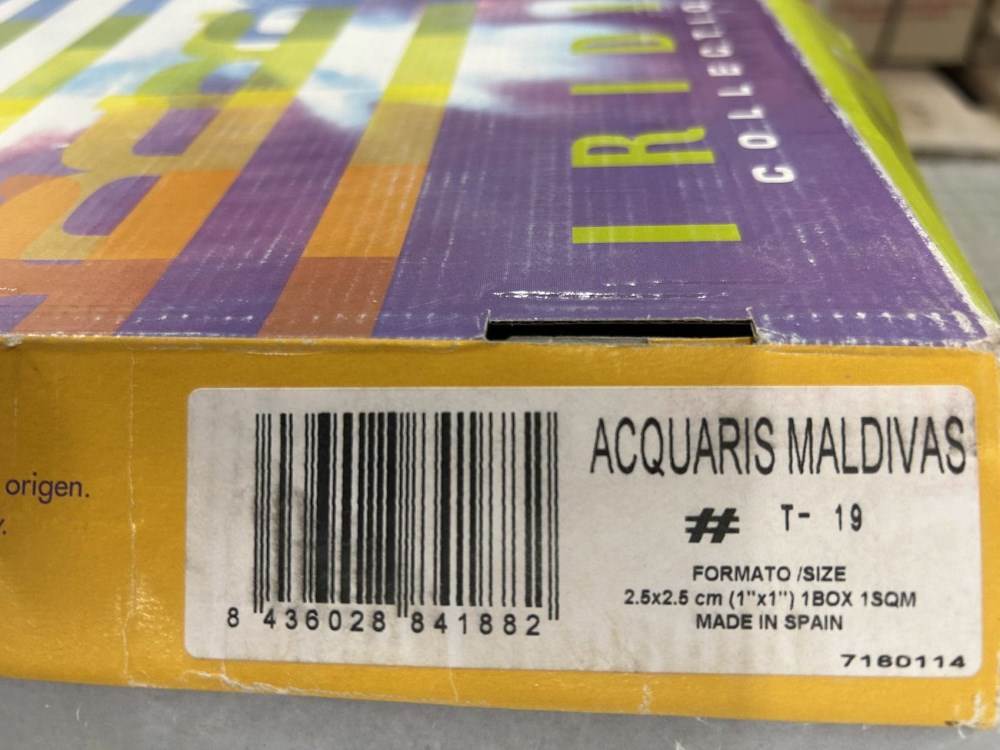 IRID
COLLECTIO
origen.
ACQUARIS MALDIVAS
# T- 19
FORMATO /SIZE
2.5x2.5 cm (1"x1") 1BOX 1SQM
MADE IN SPAIN
8 436028 841882
7160114